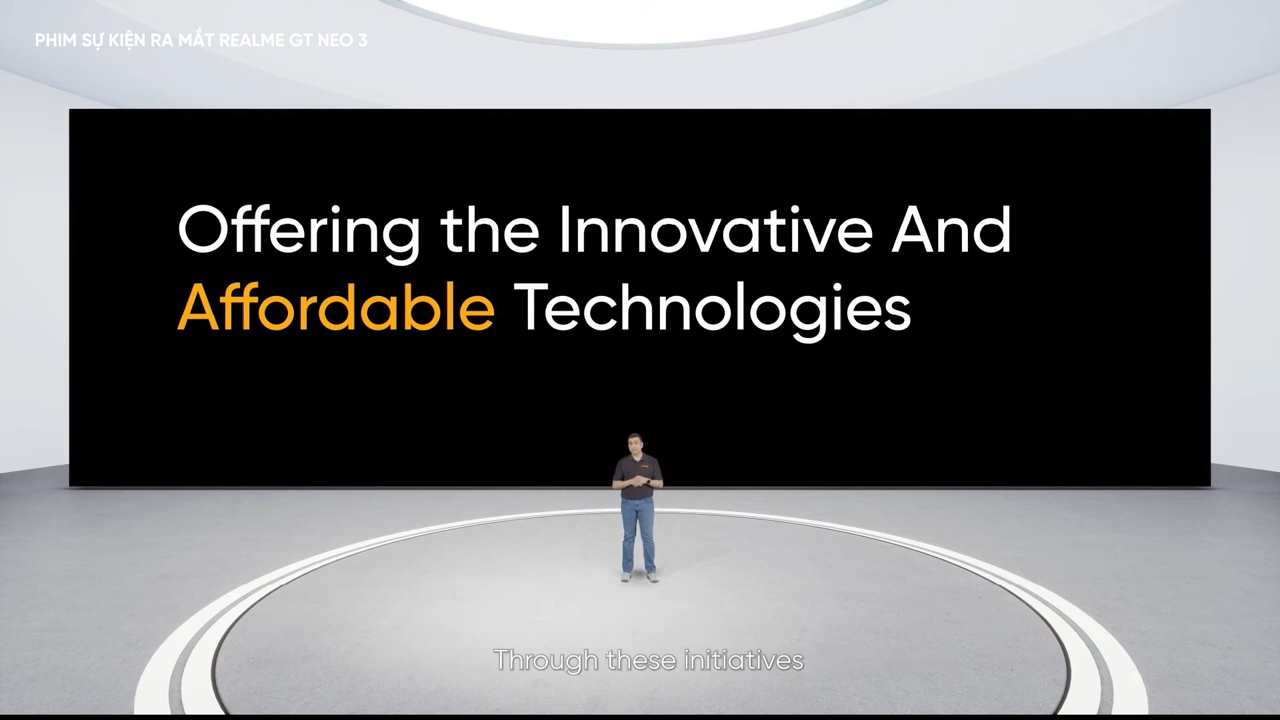 PHIM SỰ KIỆN RA MẮT REALME GT NEO 3
Offering the Innovative And
Affordable Technologies
Through these initiatives